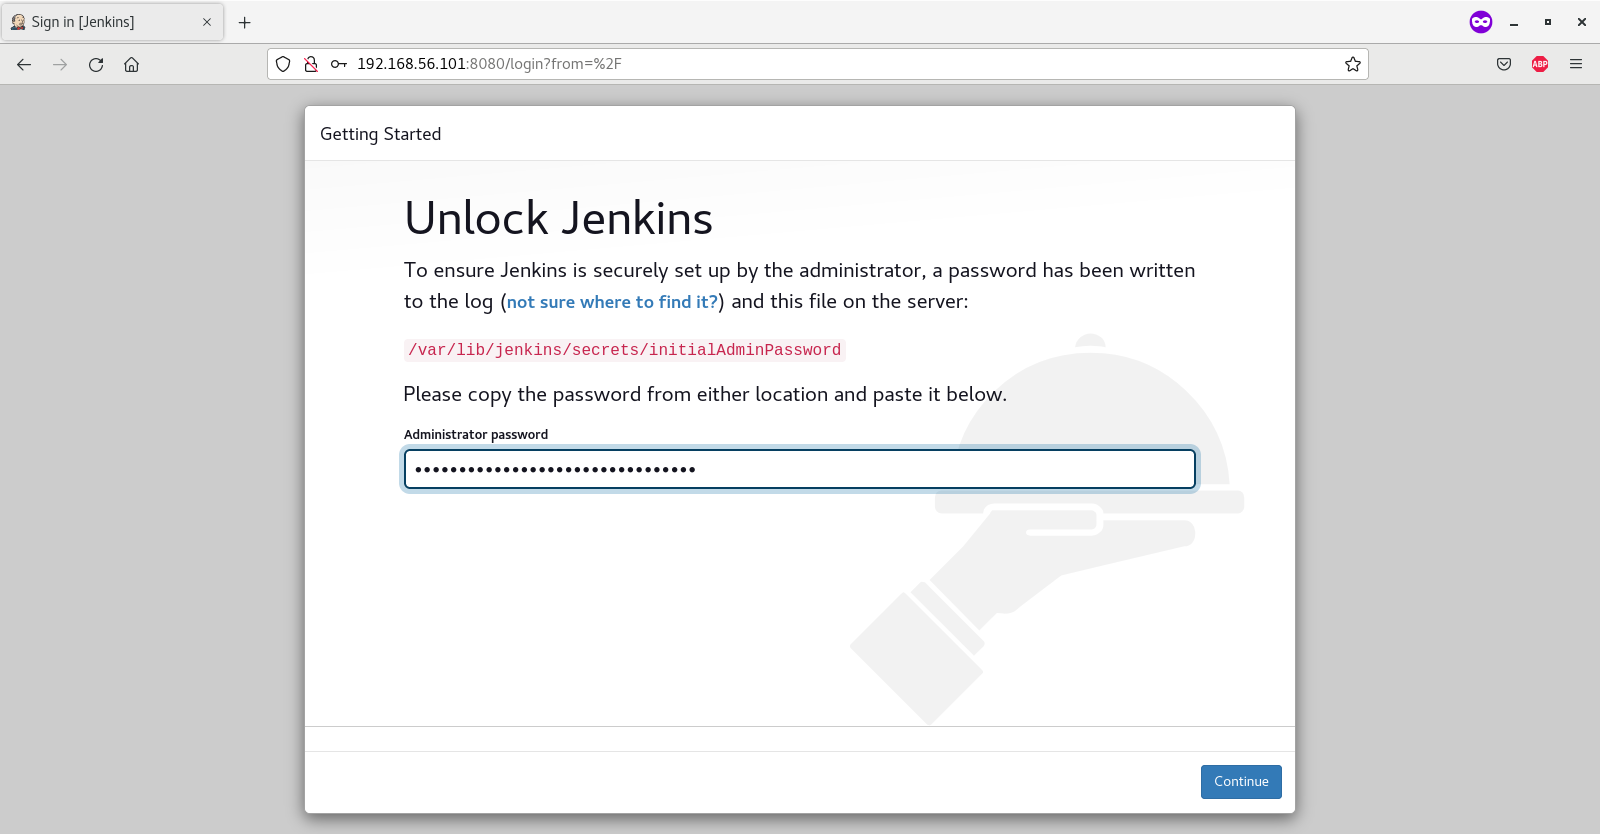 Sign in [Jenkins]
192.168.56.101:8080/login?from=%2F
ABP
Getting Started
Unlock Jenkins
To ensure Jenkins is securely set up by the administrator, a password has been written
to the log (not sure where to find it?) and this file on the server:
/var/lib/jenkins/secrets/initialAdminPassword
Please copy the password from either location and paste it below.
Administrator password
••••••••••••••••••••••••••••••••
Continue